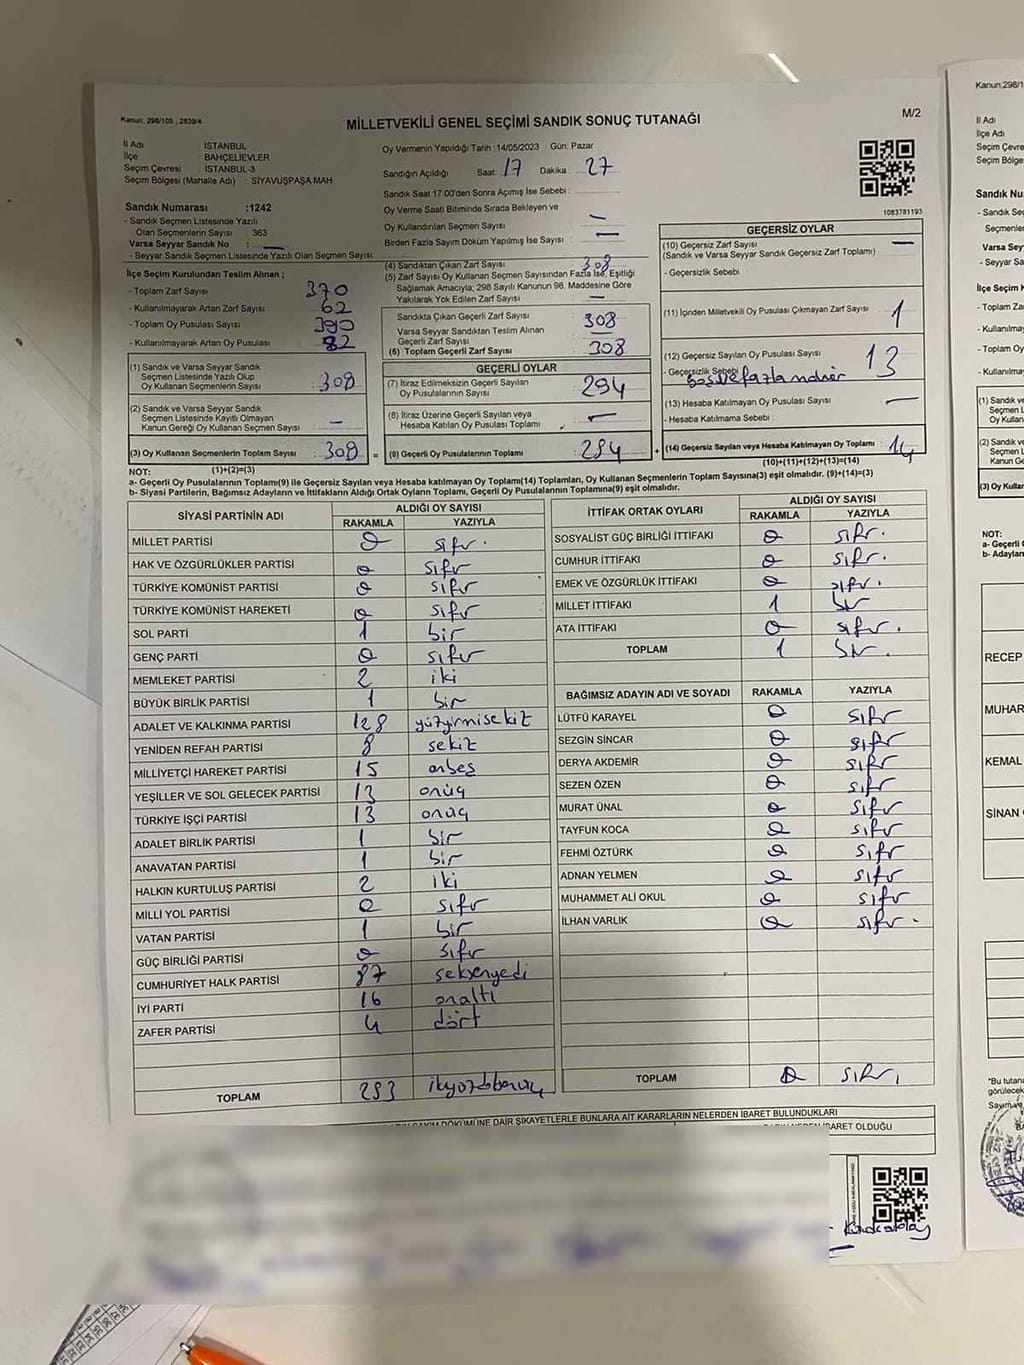 Kanun: 298/105 , 2839/4
MİLLETVEKİLİ GENEL SEÇİMİ SANDIK SONUÇ TUTANAĞI
M/2
İl Adı : İSTANBUL
İlçe : BAHÇELİEVLER
Seçim Çevresi : İSTANBUL-3
Seçim Bölgesi (Mahalle Adı) : SİYAVUŞPAŞA MAH.
Oy Vermenin Yapıldığı Tarih :14/05/2023 Gün: Pazar
Sandığın Açıldığı Saat: 17 Dakika : 27
Sandık Saat 17:00'den Sonra Açımış İse Sebebi :
Sandık Numarası :1242
- Sandık Seçmen Listesinde Yazılı
Olan Seçmenlerin Sayısı : 363
Varsa Seyyar Sandık No : —
- Seyyar Sandık Seçmen Listesinde Yazılı Olan Seçmen Sayısı:
Oy Verme Saati Bitiminde Sırada Bekleyen ve
Oy Kullandırılan Seçmen Sayısı : —
Birden Fazla Sayım Döküm Yapılmış İse Sayısı : —
1083781193
İlçe Seçim Kurulundan Teslim Alınan ;
- Toplam Zarf Sayısı : 370
- Kullanılmayarak Artan Zarf Sayısı : 62
- Toplam Oy Pusulası Sayısı : 390
- Kullanılmayarak Artan Oy Pusulası : 82
(1) Sandık ve Varsa Seyyar Sandık
Seçmen Listesinde Yazılı Olup
Oy Kullanan Seçmenlerin Sayısı : 308
(2) Sandık ve Varsa Seyyar Sandık
Seçmen Listesinde Kayıtlı Olmayan
Kanun Gereği Oy Kullanan Seçmen Sayısı : —
(3) Oy Kullanan Seçmenlerin Toplam Sayısı : 308 =
(1)+(2)=(3)
(4) Sandıktan Çıkan Zarf Sayısı : 308
(5) Zarf Sayısı Oy Kullanan Seçmen Sayısından Fazla İse, Eşitliği
Sağlamak Amacıyla; 298 Sayılı Kanunun 98. Maddesine Göre
Yakılarak Yok Edilen Zarf Sayısı : —
Sandıkta Çıkan Geçerli Zarf Sayısı : 308
Varsa Seyyar Sandıktan Teslim Alınan
Geçerli Zarf Sayısı : —
(6) Toplam Geçerli Zarf Sayısı : 308
GEÇERLİ OYLAR
(7) İtiraz Edilmeksizin Geçerli Sayılan
Oy Pusulalarının Sayısı : 294
(8) İtiraz Üzerine Geçerli Sayılan veya
Hesaba Katılan Oy Pusulası Toplamı : —
(9) Geçerli Oy Pusulalarının Toplamı : 294 +
GEÇERSİZ OYLAR
(10) Geçersiz Zarf Sayısı : —
(Sandık ve Varsa Seyyar Sandık Geçersiz Zarf Toplamı)
- Geçersizlik Sebebi
(11) İçinden Milletvekili Oy Pusulası Çıkmayan Zarf Sayısı : 1
(12) Geçersiz Sayılan Oy Pusulası Sayısı : 13
- Geçersizlik Sebebi :
(13) Hesaba Katılmayan Oy Pusulası Sayısı : —
- Hesaba Katılmama Sebebi :
(14) Geçersiz Sayılan veya Hesaba Katılmayan Oy Toplamı : 14
(10)+(11)+(12)+(13)=(14)
NOT:
a- Geçerli Oy Pusulalarının Toplamı(9) ile Geçersiz Sayılan veya Hesaba katılmayan Oy Toplamı(14) Toplamları, Oy Kullanan Seçmenlerin Toplam Sayısına(3) eşit olmalıdır. (9)+(14)=(3)
b- Siyasi Partilerin, Bağımsız Adayların ve İttifakların Aldığı Ortak Oyların Toplamı, Geçerli Oy Pusulalarının Toplamına(9) eşit olmalıdır.
SİYASİ PARTİNİN ADI
ALDIĞI OY SAYISI
RAKAMLA YAZIYLA
MİLLET PARTİSİ 0 sıfır.
HAK VE ÖZGÜRLÜKLER PARTİSİ 0 sıfır
TÜRKİYE KOMÜNİST PARTİSİ 0 sıfır
TÜRKİYE KOMÜNİST HAREKETİ 0 sıfır
SOL PARTİ 1 bir
GENÇ PARTİ 0 sıfır
MEMLEKET PARTİSİ 2 iki
BÜYÜK BİRLİK PARTİSİ 1 bir
ADALET VE KALKINMA PARTİSİ 128 yüzyirmisekiz
YENİDEN REFAH PARTİSİ 8 sekiz
MİLLİYETÇİ HAREKET PARTİSİ 15 onbeş
YEŞİLLER VE SOL GELECEK PARTİSİ 13 onüç
TÜRKİYE İŞÇİ PARTİSİ 13 onüç
ADALET BİRLİK PARTİSİ 1 bir
ANAVATAN PARTİSİ 1 bir
HALKIN KURTULUŞ PARTİSİ 2 iki
MİLLİ YOL PARTİSİ 0 sıfır
VATAN PARTİSİ 1 bir
GÜÇ BİRLİĞİ PARTİSİ 0 sıfır
CUMHURİYET HALK PARTİSİ 87 seksenyedi
İYİ PARTİ 16 onaltı
ZAFER PARTİSİ 4 dört
TOPLAM 293
İTTİFAK ORTAK OYLARI
ALDIĞI OY SAYISI
RAKAMLA YAZIYLA
SOSYALİST GÜÇ BİRLİĞİ İTTİFAKI 0 sıfır.
CUMHUR İTTİFAKI 0 sıfır.
EMEK VE ÖZGÜRLÜK İTTİFAKI 0 sıfır.
MİLLET İTTİFAKI 1 bir
ATA İTTİFAKI 0 sıfır.
TOPLAM 1 bir.
BAĞIMSIZ ADAYIN ADI VE SOYADI RAKAMLA YAZIYLA
LÜTFÜ KARAYEL 0 sıfır
SEZGİN SİNCAR 0 sıfır
DERYA AKDEMİR 0 sıfır
SEZEN ÖZEN 0 sıfır
MURAT ÜNAL 0 sıfır
TAYFUN KOCA 0 sıfır
FEHMİ ÖZTÜRK 0 sıfır
ADNAN YELMEN 0 sıfır
MUHAMMET ALİ OKUL 0 sıfır
İLHAN VARLIK 0 sıfır.
TOPLAM 0 sıfır
DÖKÜMÜNE DAİR ŞİKAYETLERLE BUNLARA AİT KARARLARIN NELERDEN İBARET BULUNDUKLARI
İBARET OLDUĞU
Kanun:298/1
İl Adı
İlçe Adı
Seçim Çevre
Seçim Bölge
Sandık Nu
- Sandık Seç
Seçmenler
Varsa Seyy
- Seyyar Sa
İlçe Seçim K
- Toplam Za
- Kullanılmay
- Toplam Oy
- Kullanılmay
(1) Sandık ve
Seçmen L
Oy Kullan
(2) Sandık ve
Seçmen
Kanun Ge
(3) Oy Kullar
NOT:
a- Geçerli
b- Adayların
RECEP
MUHAR
KEMAL
SİNAN
"Bu tutana
görülecek
Sayım ve